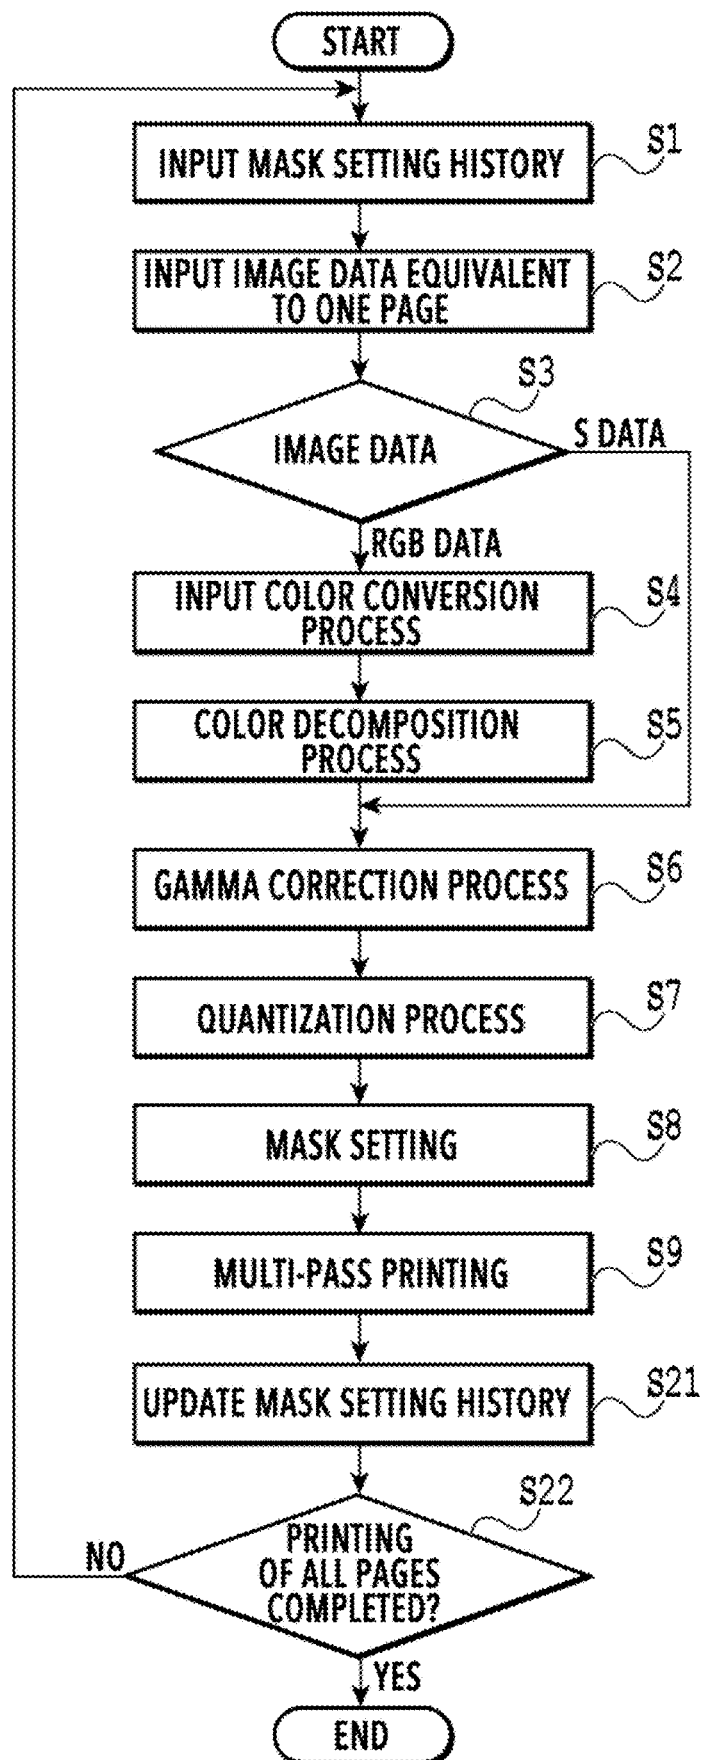 START
INPUT MASK SETTING HISTORY
S1
INPUT IMAGE DATA EQUIVALENT
TO ONE PAGE
S2
S3
IMAGE DATA
S DATA
RGB DATA
INPUT COLOR CONVERSION
PROCESS
S4
COLOR DECOMPOSITION
PROCESS
S5
GAMMA CORRECTION PROCESS
S6
QUANTIZATION PROCESS
S7
MASK SETTING
S8
MULTI-PASS PRINTING
S9
UPDATE MASK SETTING HISTORY
S21
S22
PRINTING
OF ALL PAGES
COMPLETED?
NO
YES
END